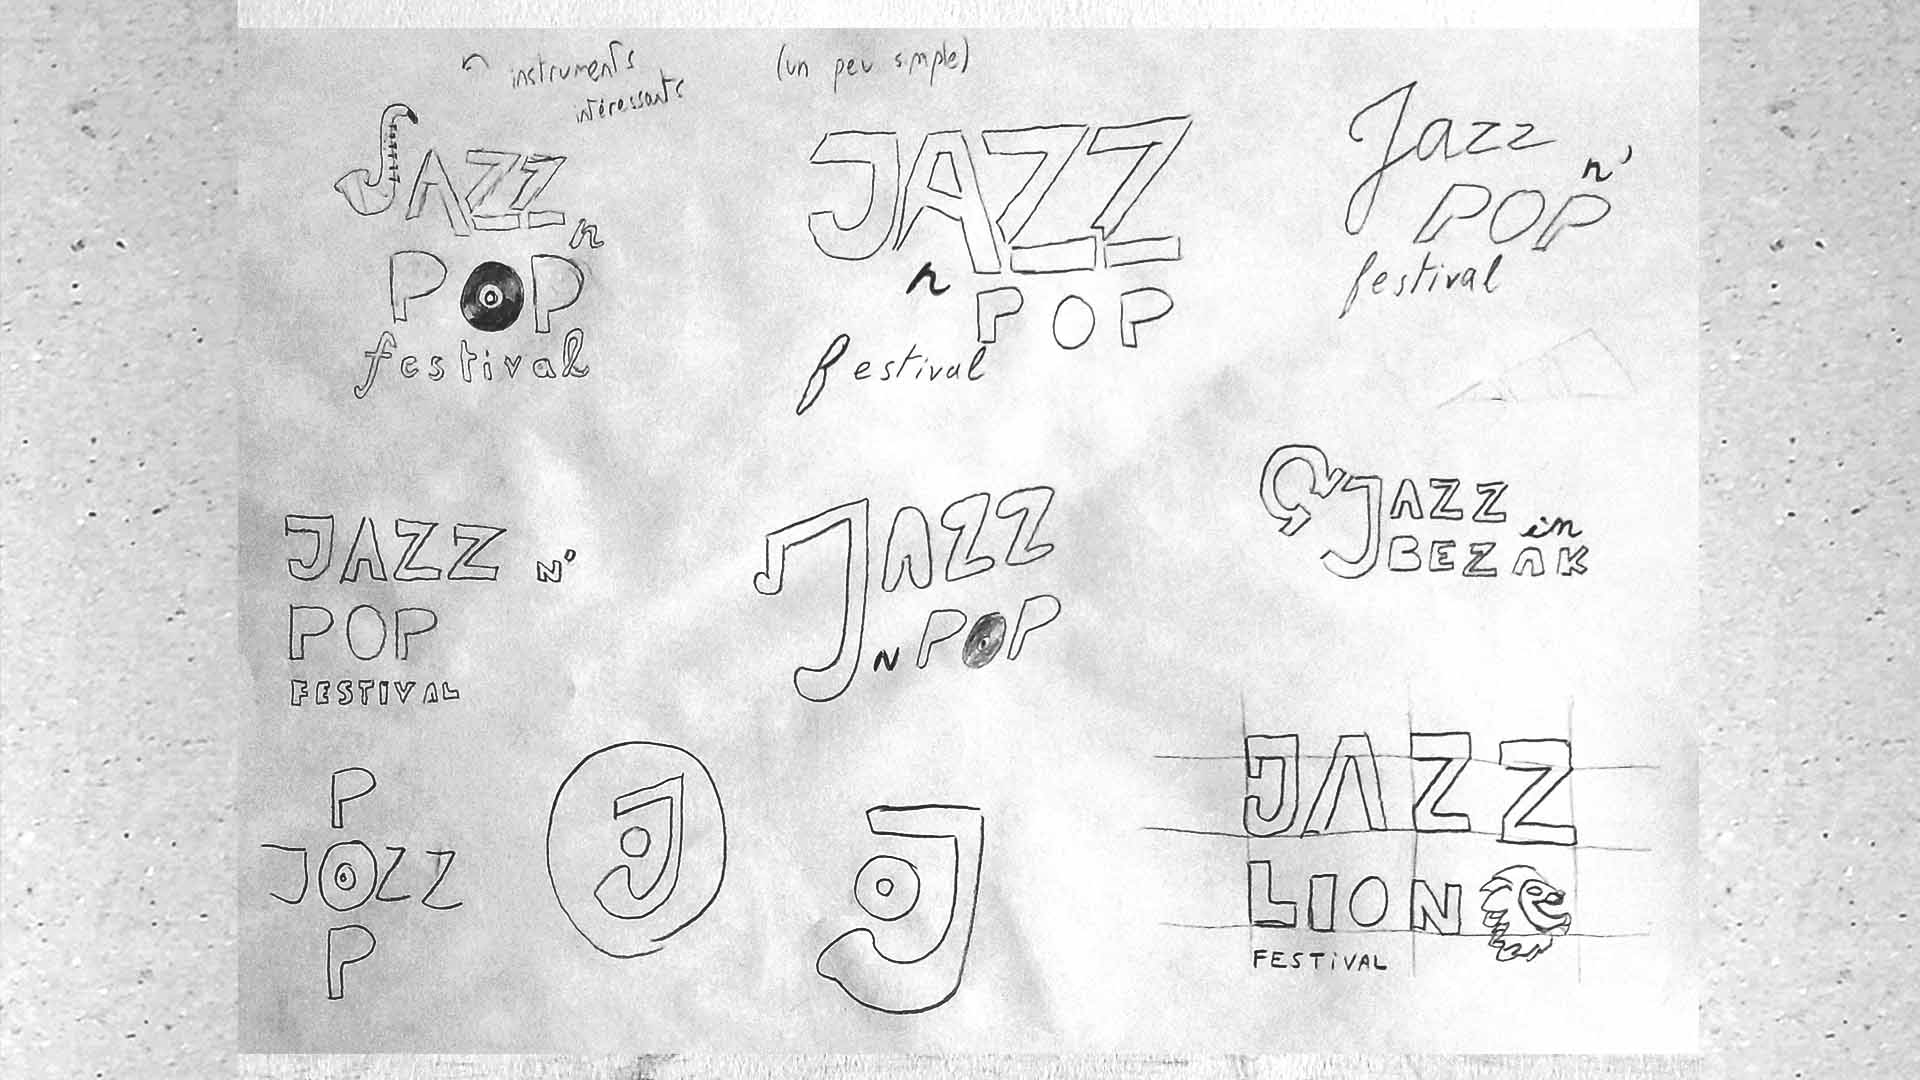 instruments
intéressants
(un peu simple)
JAZZ
n
POP
festival
JAZZ
n
POP
festival
Jazz
n'
POP
festival
JAZZ N'
POP
FESTIVAL
JAZZ
N POP
JAZZ
in
BEZAK
P
JOZZ
P
J
J
JAZZ
LION
FESTIVAL